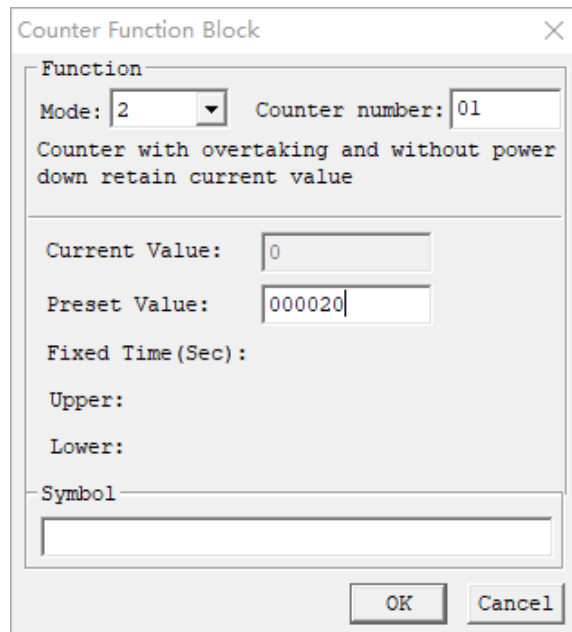 Counter Function Block
Function
Mode: 2 Counter number: 01
Counter with overtaking and without power
down retain current value
Current Value: 0
Preset Value: 000020
Fixed Time(Sec):
Upper:
Lower:
Symbol
OK Cancel